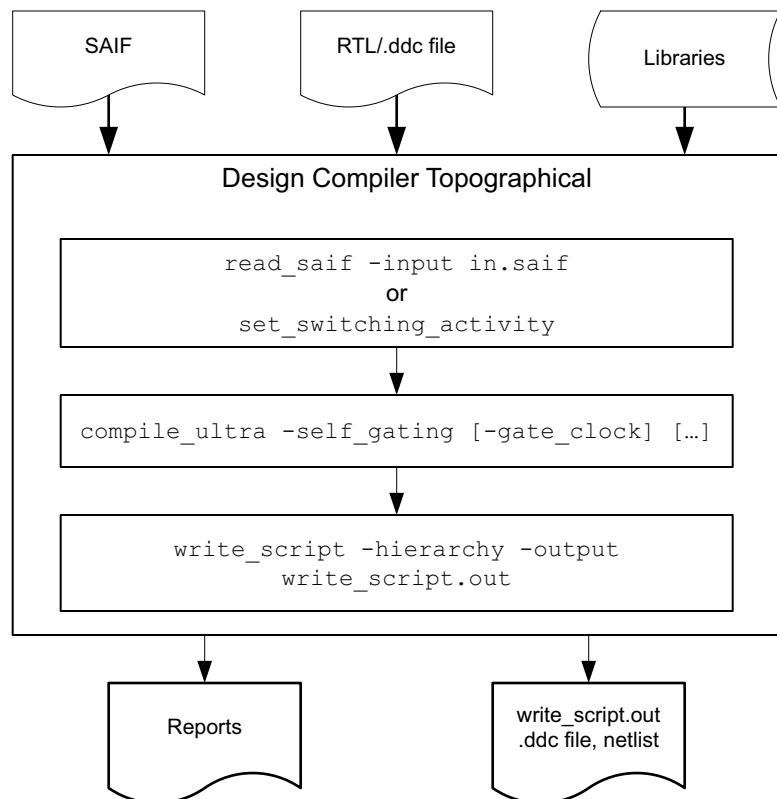 SAIF
RTL/.ddc file
Libraries
Design Compiler Topographical
read_saif -input in.saif
or
set_switching_activity
compile_ultra -self_gating [-gate_clock] […]
write_script -hierarchy -output
write_script.out
Reports
write_script.out
.ddc file, netlist